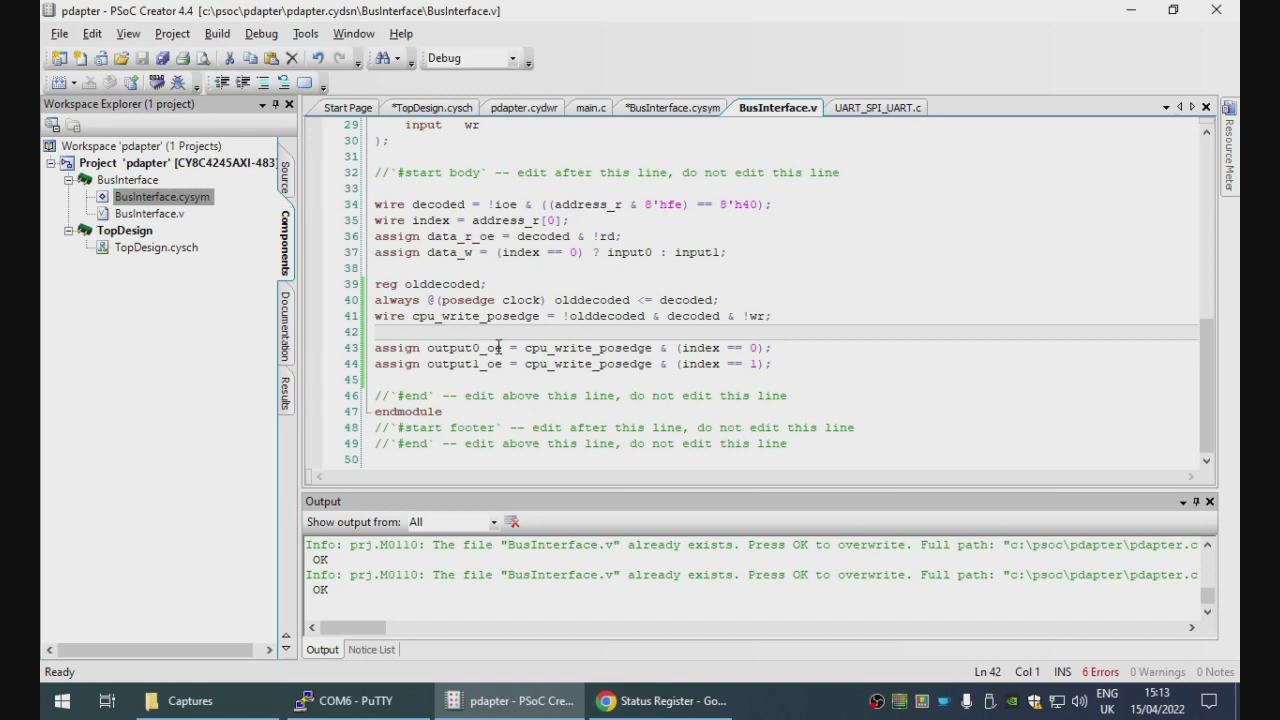 pdapter - PSoC Creator 4.4 [c:\psoc\pdapter\pdapter.cydsn\BusInterface\BusInterface.v]
File Edit View Project Build Debug Tools Window Help
Debug
Workspace Explorer (1 project)
Start Page *TopDesign.cysch pdapter.cydwr main.c *BusInterface.cysym BusInterface.v UART_SPI_UART.c
Workspace 'pdapter' (1 Projects)
Project 'pdapter' [CY8C4245AXI-483]
BusInterface
BusInterface.cysym
BusInterface.v
TopDesign
TopDesign.cysch
Source
Components
Documentation
Results
29 input wr
30 );
31
32 //`#start body` -- edit after this line, do not edit this line
33
34 wire decoded = !ioe & ((address_r & 8'hfe) == 8'h40);
35 wire index = address_r[0];
36 assign data_r_oe = decoded & !rd;
37 assign data_w = (index == 0) ? input0 : input1;
38
39 reg olddecoded;
40 always @(posedge clock) olddecoded <= decoded;
41 wire cpu_write_posedge = !olddecoded & decoded & !wr;
42
43 assign output0_oe = cpu_write_posedge & (index == 0);
44 assign output1_oe = cpu_write_posedge & (index == 1);
45
46 //`#end` -- edit above this line, do not edit this line
47 endmodule
48 //`#start footer` -- edit after this line, do not edit this line
49 //`#end` -- edit above this line, do not edit this line
50
Resource Meter
Output
Show output from: All
Info: prj.M0110: The file "BusInterface.v" already exists. Press OK to overwrite. Full path: "c:\psoc\pdapter\pdapter.c
OK
Info: prj.M0110: The file "BusInterface.v" already exists. Press OK to overwrite. Full path: "c:\psoc\pdapter\pdapter.c
OK
Output Notice List
Ready Ln 42 Col 1 INS 6 Errors 0 Warnings 0 Notes
Captures COM6 - PuTTY pdapter - PSoC Cre... Status Register - Go...
ENG
UK
15:13
15/04/2022